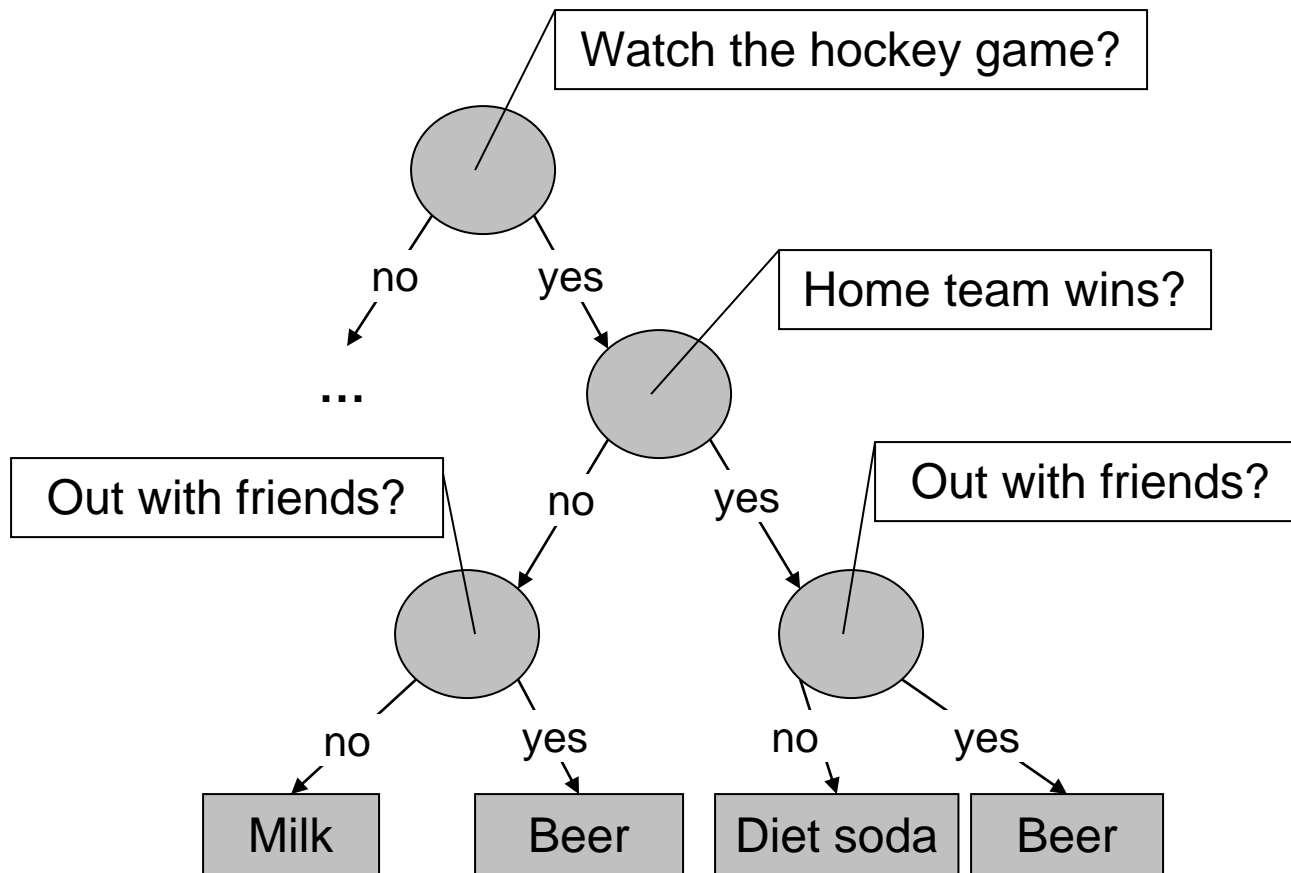 Watch the hockey game?
no
yes
Home team wins?
...
Out with friends?
no
yes
Out with friends?
no
yes
no
yes
Milk
Beer
Diet soda
Beer